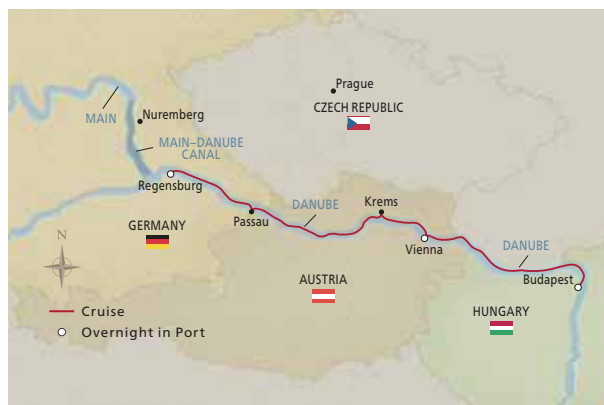 Prague
CZECH REPUBLIC
MAIN
Nuremberg
MAIN–DANUBE
CANAL
Regensburg
Passau
DANUBE
Krems
Vienna
DANUBE
Budapest
GERMANY
N
AUSTRIA
HUNGARY
Cruise
Overnight in Port